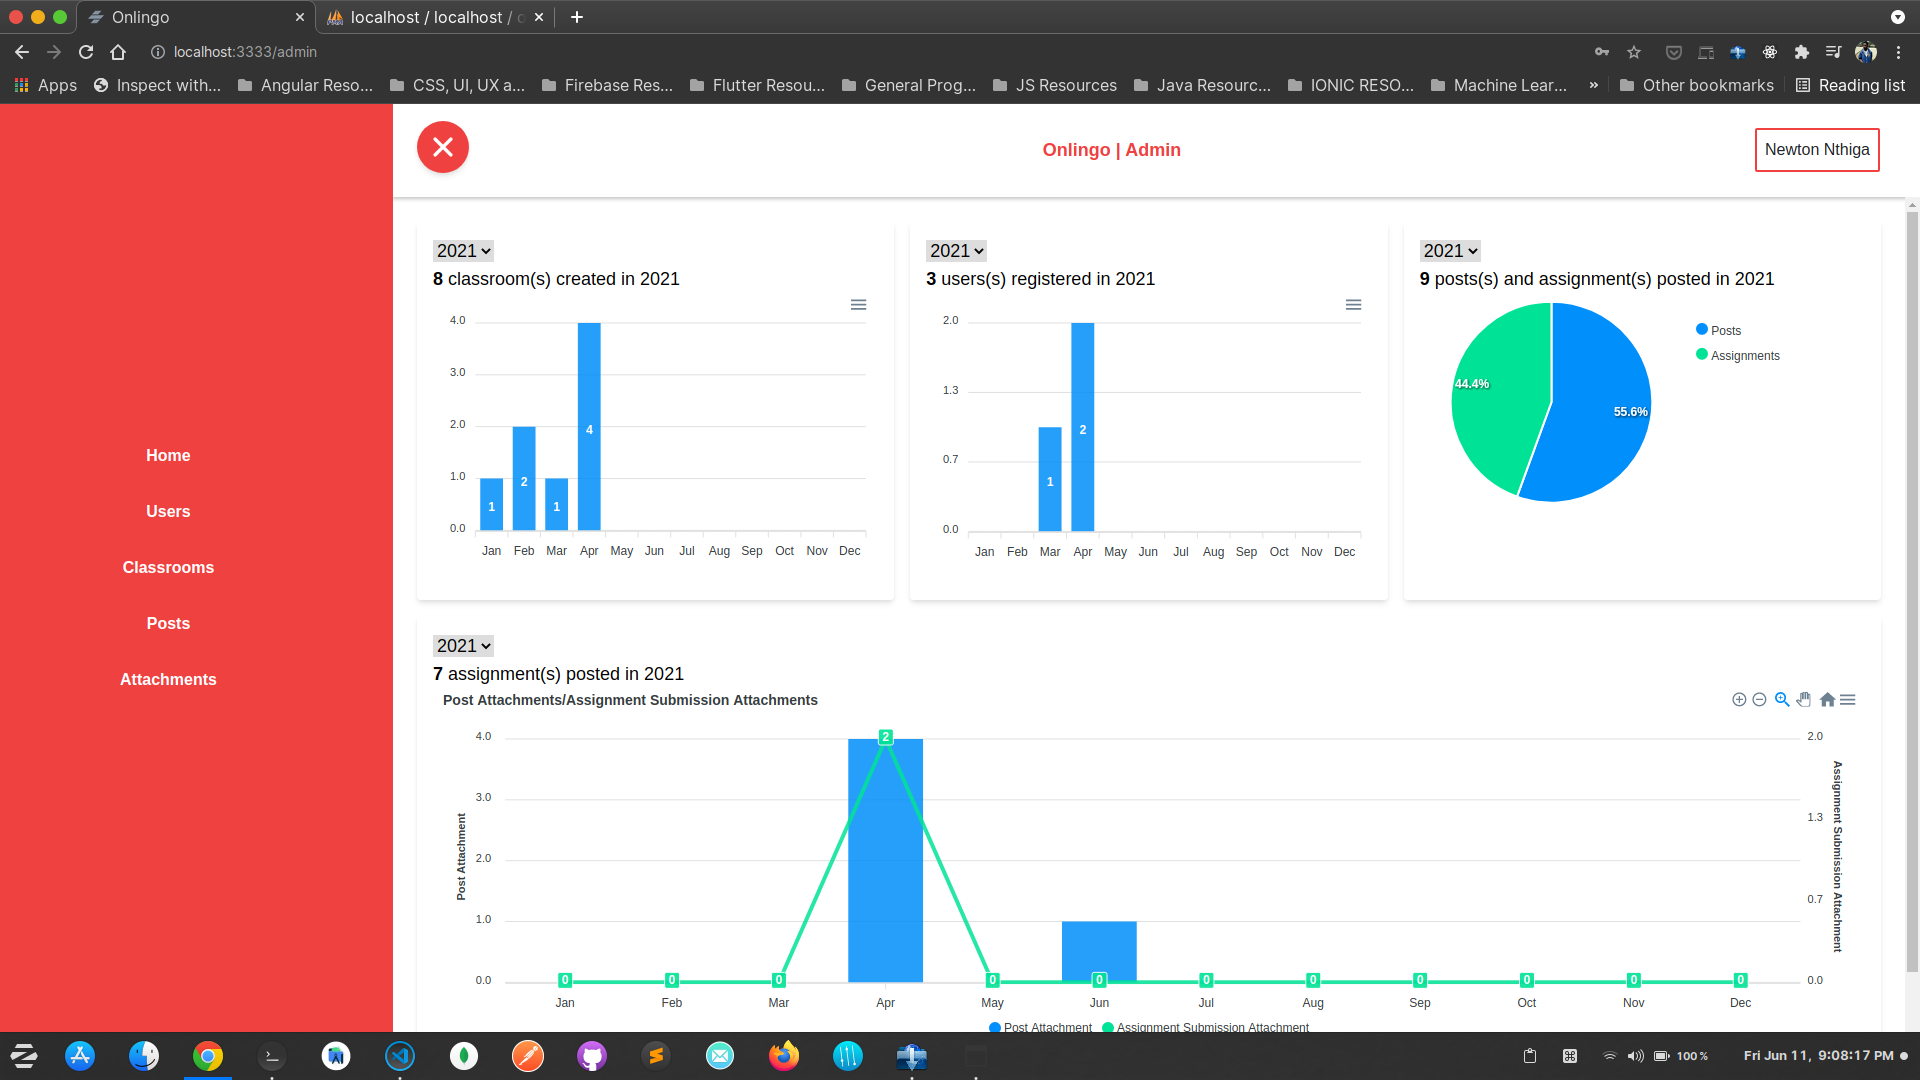 Onlingo
localhost / localhost / o
localhost:3333/admin
Apps
Inspect with...
Angular Reso...
CSS, UI, UX a...
Firebase Res...
Flutter Resou...
General Prog...
JS Resources
Java Resourc...
IONIC RESO...
Machine Lear...
»
Other bookmarks
Reading list
Onlingo | Admin
Newton Nthiga
Home
Users
Classrooms
Posts
Attachments
2021
8 classroom(s) created in 2021
4.0
3.0
2.0
1.0
0.0
1
2
1
4
Jan Feb Mar Apr May Jun Jul Aug Sep Oct Nov Dec
2021
3 users(s) registered in 2021
2.0
1.3
0.7
0.0
1
2
Jan Feb Mar Apr May Jun Jul Aug Sep Oct Nov Dec
2021
9 posts(s) and assignment(s) posted in 2021
44.4%
55.6%
Posts
Assignments
2021
7 assignment(s) posted in 2021
Post Attachments/Assignment Submission Attachments
Post Attachment
4.0
3.0
2.0
1.0
0.0
0 0 0 2 0 0 0 0 0 0 0 0
Jan Feb Mar Apr May Jun Jul Aug Sep Oct Nov Dec
2.0
1.3
0.7
0.0
Assignment Submission Attachment
Post Attachment Assignment Submission Attachment
100 %
Fri Jun 11, 9:08:17 PM